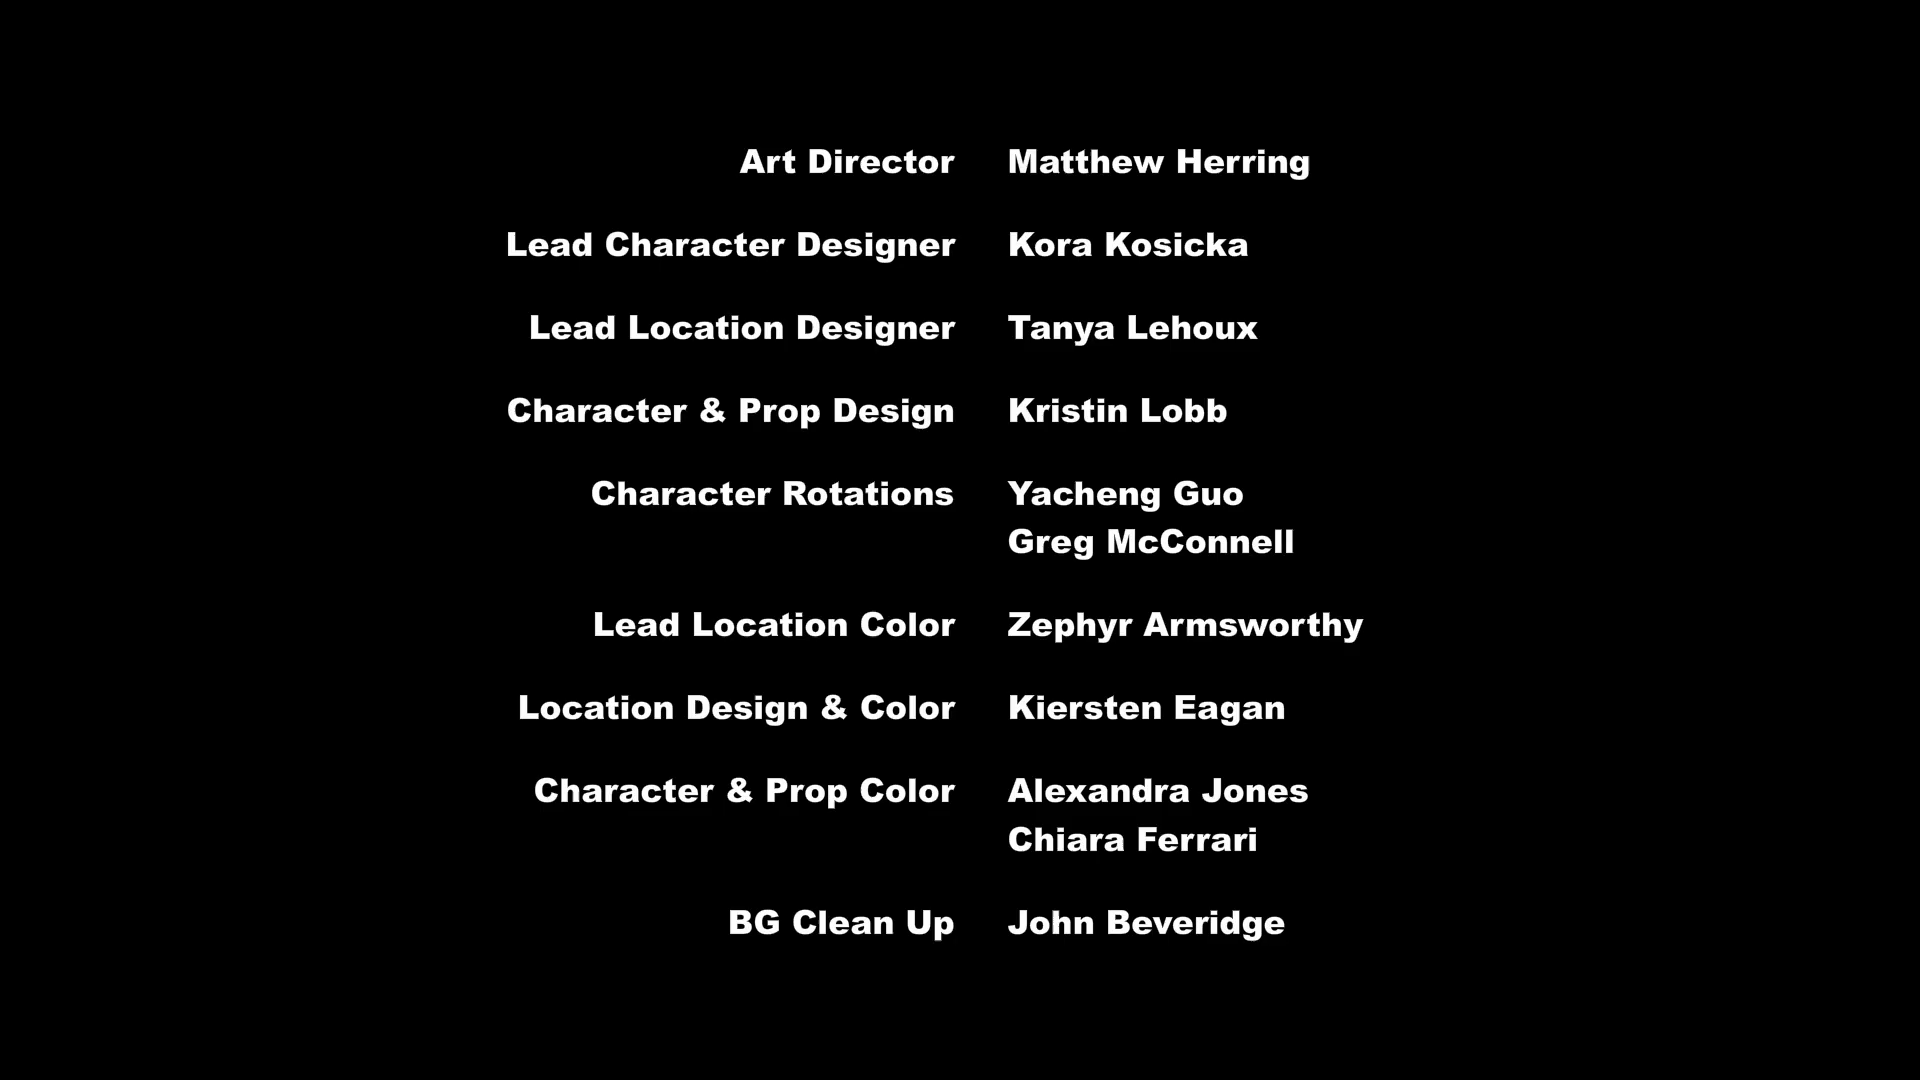 Art Director Matthew Herring
Lead Character Designer Kora Kosicka
Lead Location Designer Tanya Lehoux
Character & Prop Design Kristin Lobb
Character Rotations Yacheng Guo
Greg McConnell
Lead Location Color Zephyr Armsworthy
Location Design & Color Kiersten Eagan
Character & Prop Color Alexandra Jones
Chiara Ferrari
BG Clean Up John Beveridge